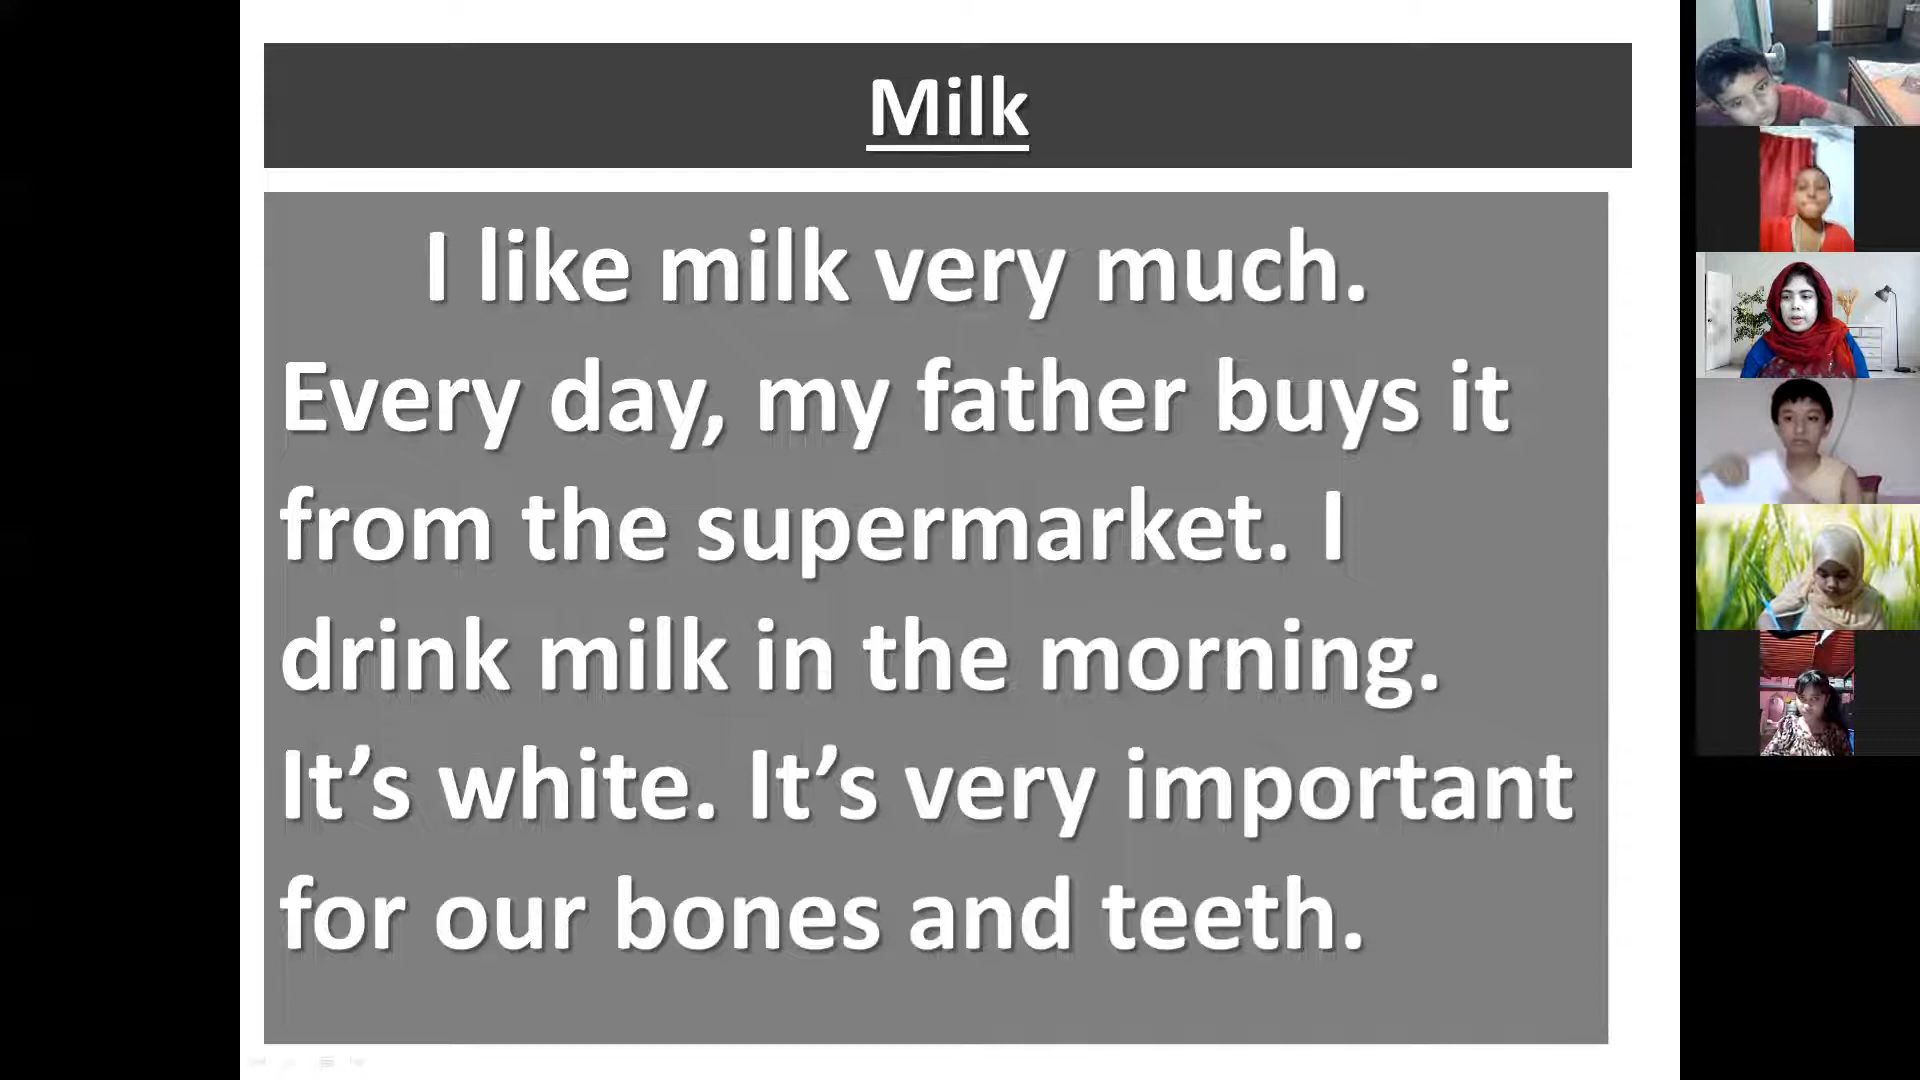 Milk
I like milk very much.
Every day, my father buys it
from the supermarket. I
drink milk in the morning.
It’s white. It’s very important
for our bones and teeth.